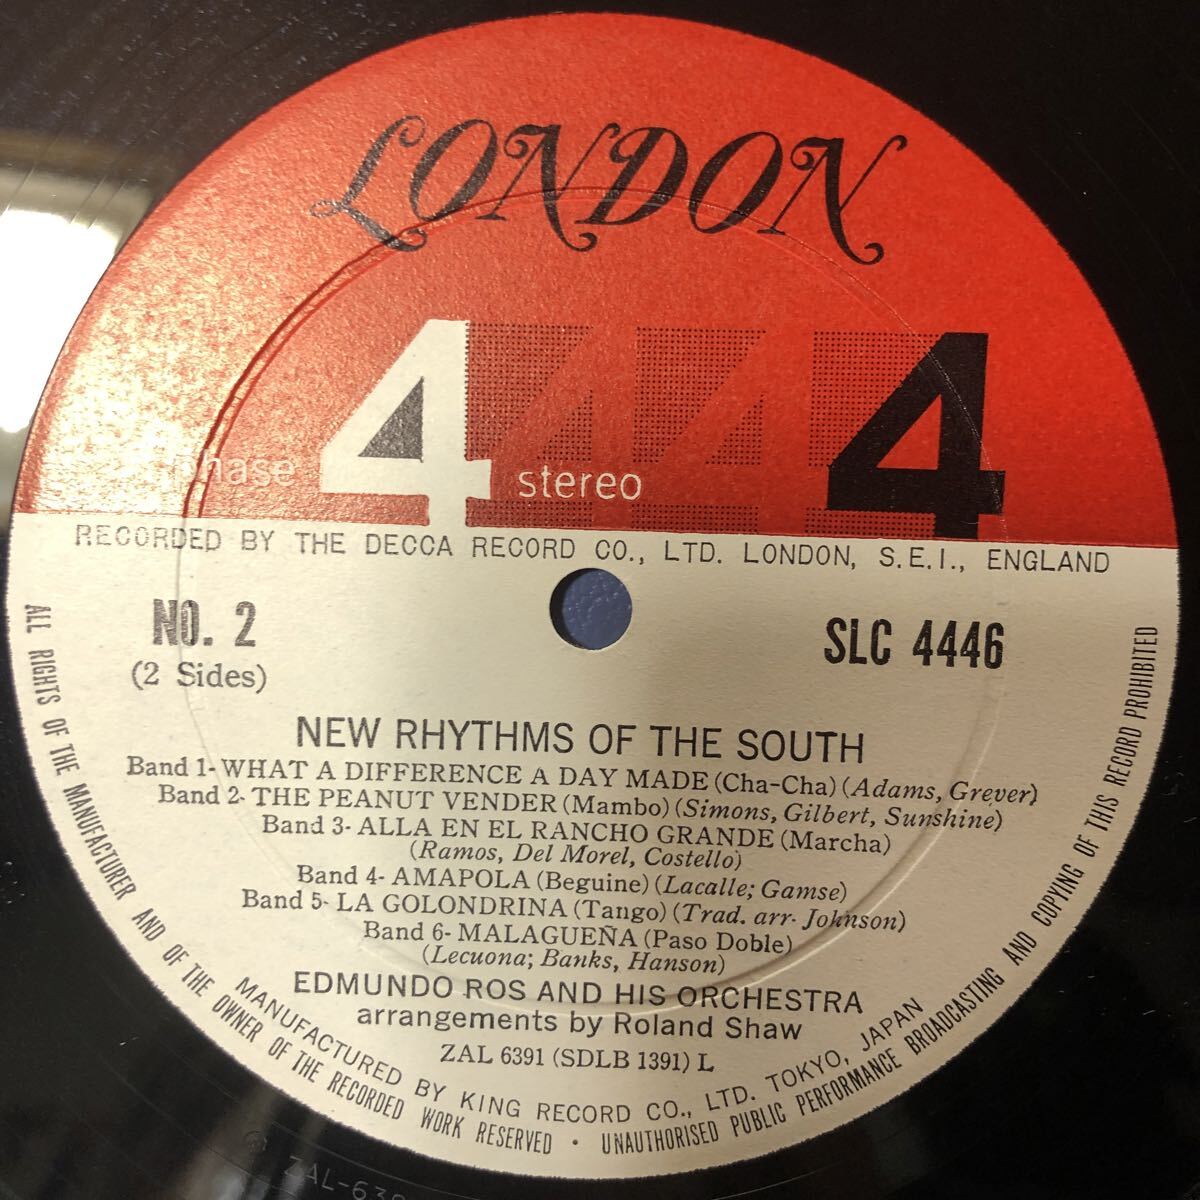 LONDON
phase 4 stereo 4
RECORDED BY THE DECCA RECORD CO., LTD. LONDON, S.E.I., ENGLAND
NO. 2
(2 Sides)
SLC 4446
NEW RHYTHMS OF THE SOUTH
Band 1- WHAT A DIFFERENCE A DAY MADE (Cha-Cha) (Adams, Grever)
Band 2- THE PEANUT VENDER (Mambo) (Simons, Gilbert, Sunshine)
Band 3- ALLA EN EL RANCHO GRANDE (Marcha)
(Ramos, Del Morel, Costello)
Band 4- AMAPOLA (Beguine) (Lacalle; Gamse)
Band 5- LA GOLONDRINA (Tango) (Trad. arr. Johnson)
Band 6- MALAGUEÑA (Paso Doble)
(Lecuona; Banks, Hanson)
EDMUNDO ROS AND HIS ORCHESTRA
arrangements by Roland Shaw
ZAL 6391 (SDLB 1391) L
MANUFACTURED BY KING RECORD CO., LTD. TOKYO, JAPAN
ALL RIGHTS OF THE MANUFACTURER AND OF THE OWNER OF THE RECORDED WORK RESERVED · UNAUTHORISED PUBLIC PERFORMANCE BROADCASTING AND COPYING OF THIS RECORD PROHIBITED